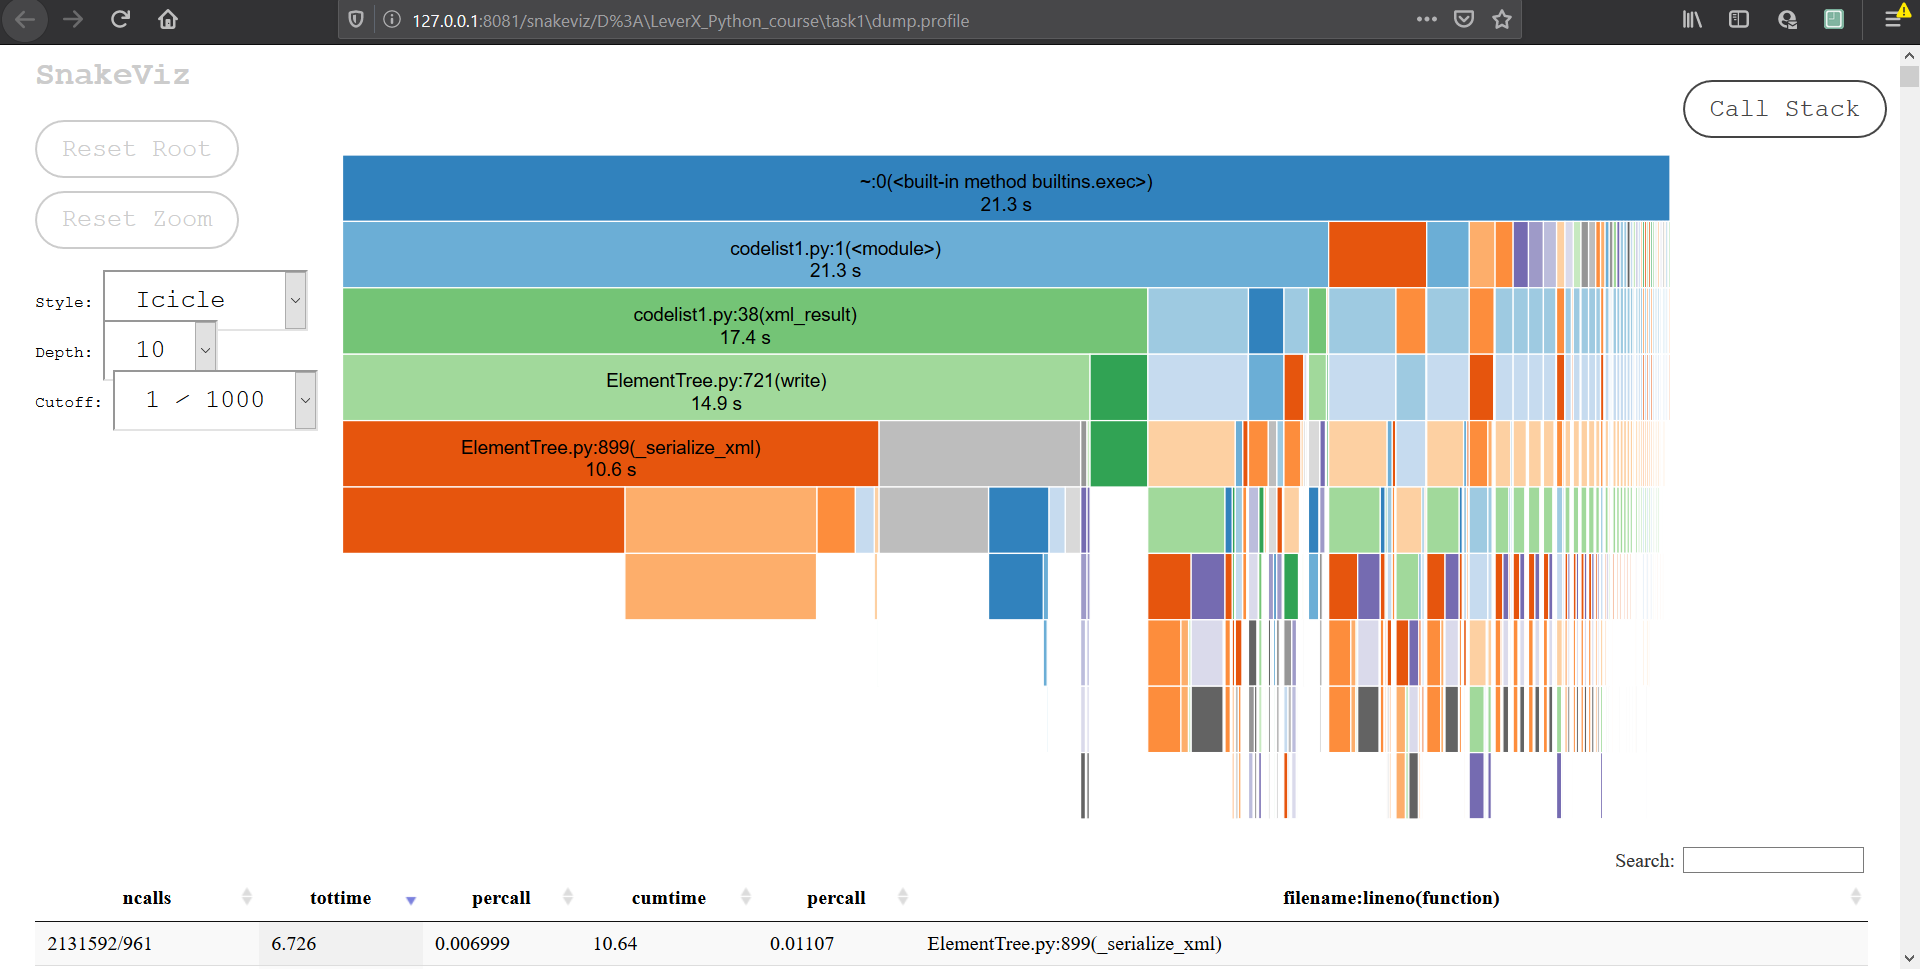 127.0.0.1:8081/snakeviz/D%3A\LeverX_Python_course\task1\dump.profile
SnakeViz
Call Stack
Reset Root
Reset Zoom
Style: Icicle
Depth: 10
Cutoff: 1 / 1000
~:0(<built-in method builtins.exec>)
21.3 s
codelist1.py:1(<module>)
21.3 s
codelist1.py:38(xml_result)
17.4 s
ElementTree.py:721(write)
14.9 s
ElementTree.py:899(_serialize_xml)
10.6 s
Search:
ncalls tottime percall cumtime percall filename:lineno(function)
2131592/961 6.726 0.006999 10.64 0.01107 ElementTree.py:899(_serialize_xml)